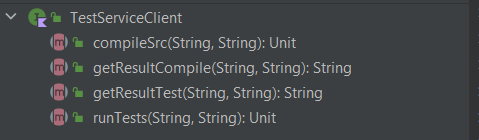 TestServiceClient
compileSrc(String, String): Unit
getResultCompile(String, String): String
getResultTest(String, String): String
runTests(String, String): Unit